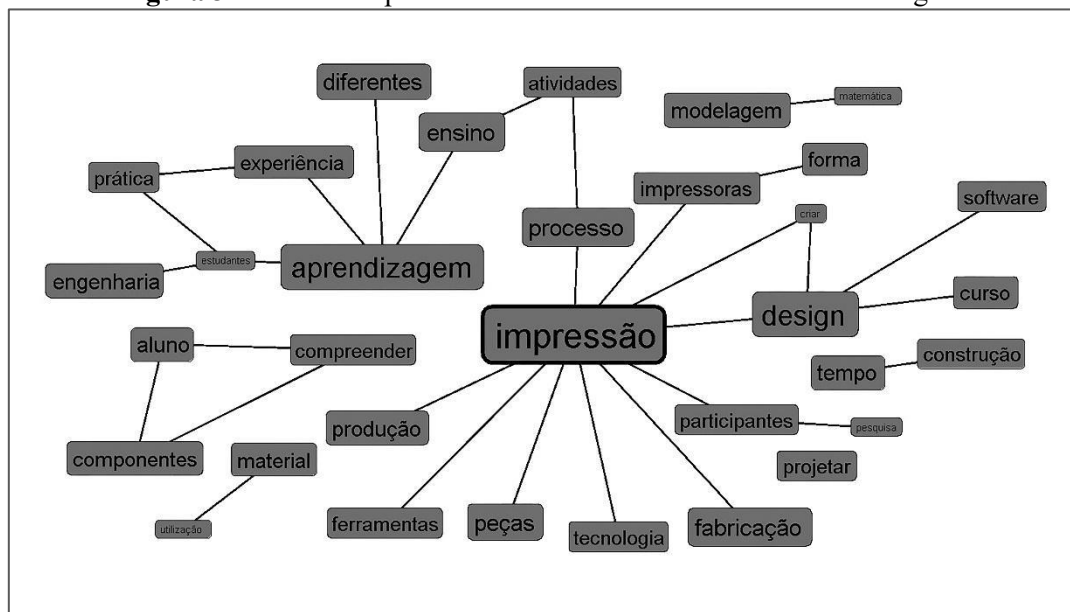 diferentes
atividades
modelagem
matemática
ensino
experiência
forma
prática
impressoras
software
criar
processo
estudantes
aprendizagem
engenharia
curso
design
impressão
aluno
compreender
construção
tempo
produção
participantes
pesquisa
componentes
material
projetar
utilização
ferramentas
peças
tecnologia
fabricação